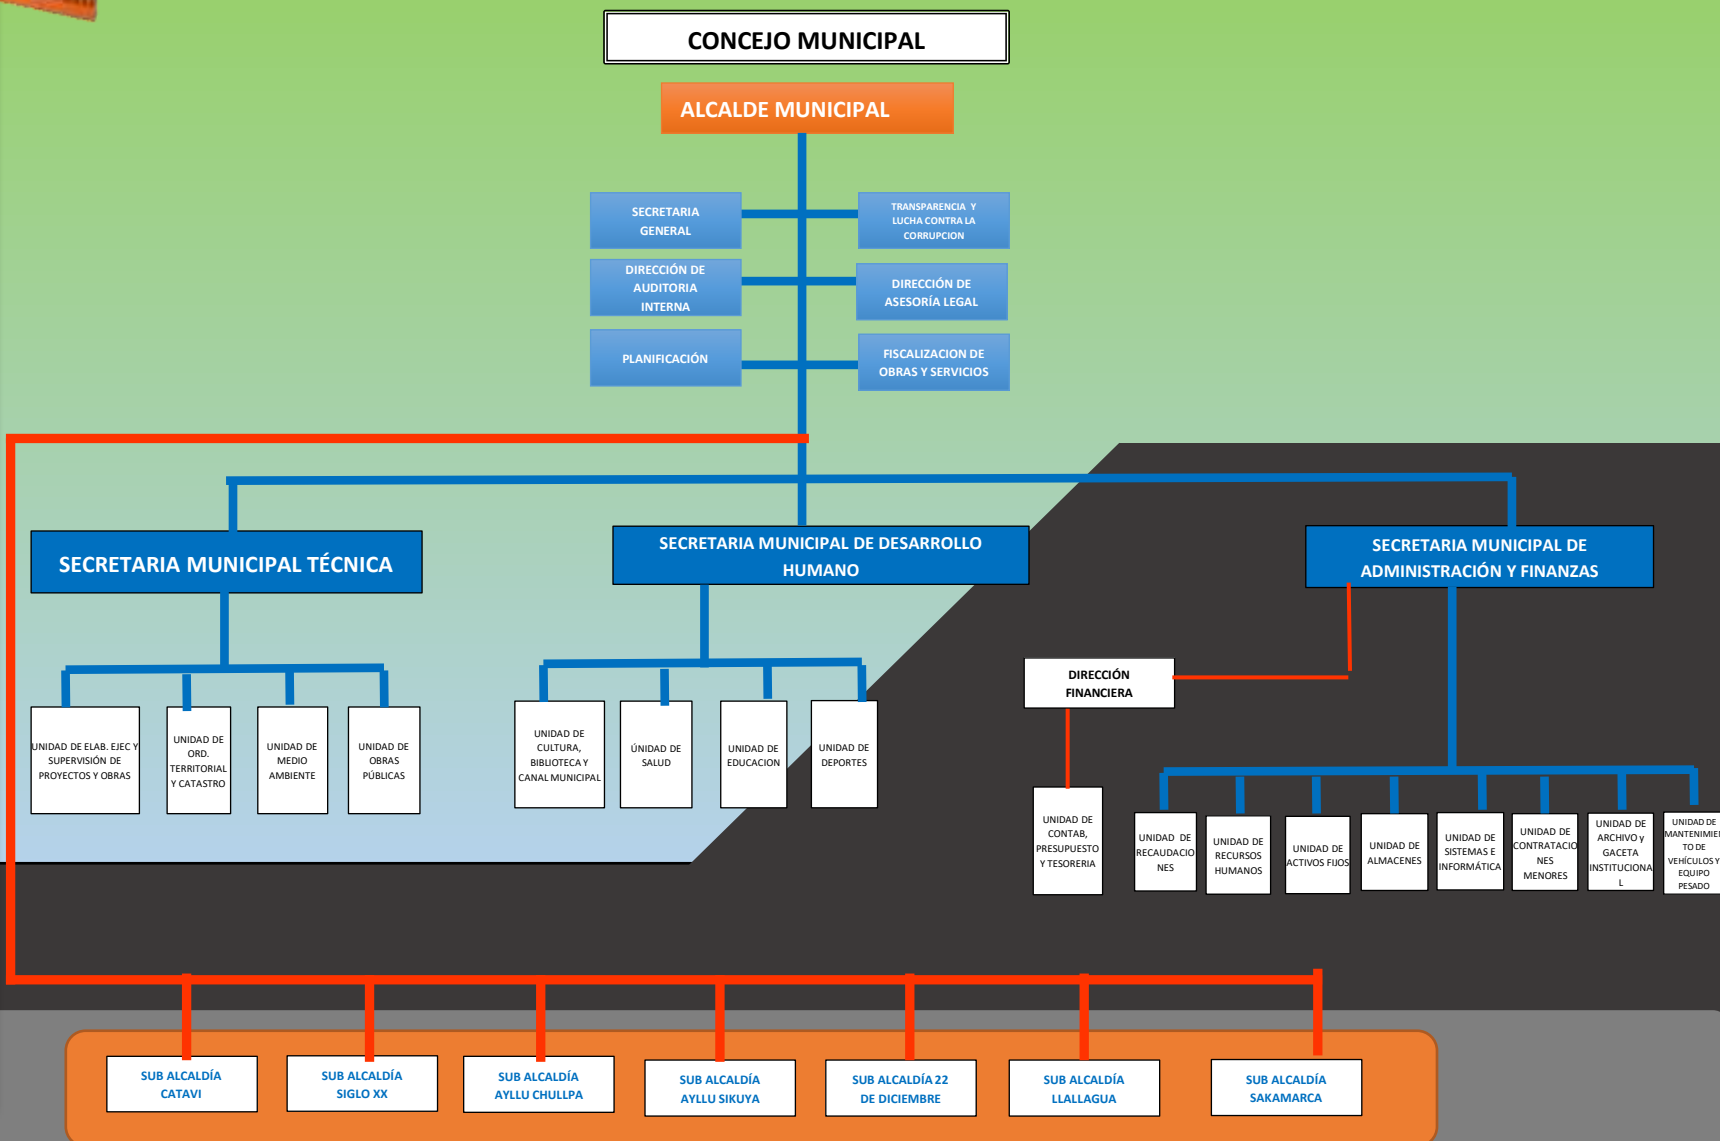 CONCEJO MUNICIPAL
ALCALDE MUNICIPAL
SECRETARIA
GENERAL
TRANSPARENCIA Y
LUCHA CONTRA LA
CORRUPCION
DIRECCIÓN DE
AUDITORIA
INTERNA
DIRECCIÓN DE
ASESORÍA LEGAL
PLANIFICACIÓN
FISCALIZACION DE
OBRAS Y SERVICIOS
SECRETARIA MUNICIPAL TÉCNICA
SECRETARIA MUNICIPAL DE DESARROLLO
HUMANO
SECRETARIA MUNICIPAL DE
ADMINISTRACIÓN Y FINANZAS
DIRECCIÓN
FINANCIERA
UNIDAD DE ELAB. EJEC Y
SUPERVISIÓN DE
PROYECTOS Y OBRAS
UNIDAD DE
ORD.
TERRITORIAL
Y CATASTRO
UNIDAD DE
MEDIO
AMBIENTE
UNIDAD DE
OBRAS
PÚBLICAS
UNIDAD DE
CULTURA,
BIBLIOTECA Y
CANAL MUNICIPAL
ÚNIDAD DE
SALUD
UNIDAD DE
EDUCACION
UNIDAD DE
DEPORTES
UNIDAD DE
CONTAB,
PRESUPUESTO
Y TESORERIA
UNIDAD DE
RECAUDACIO
NES
UNIDAD DE
RECURSOS
HUMANOS
UNIDAD DE
ACTIVOS FIJOS
UNIDAD DE
ALMACENES
UNIDAD DE
SISTEMAS E
INFORMÁTICA
UNIDAD DE
CONTRATACIO
NES
MENORES
UNIDAD DE
ARCHIVO y
GACETA
INSTITUCIONA
L
UNIDAD DE
MANTENIMIEN
TO DE
VEHÍCULOS Y
EQUIPO
PESADO
SUB ALCALDÍA
CATAVI
SUB ALCALDÍA
SIGLO XX
SUB ALCALDÍA
AYLLU CHULLPA
SUB ALCALDÍA
AYLLU SIKUYA
SUB ALCALDÍA 22
DE DICIEMBRE
SUB ALCALDÍA
LLALLAGUA
SUB ALCALDÍA
SAKAMARCA